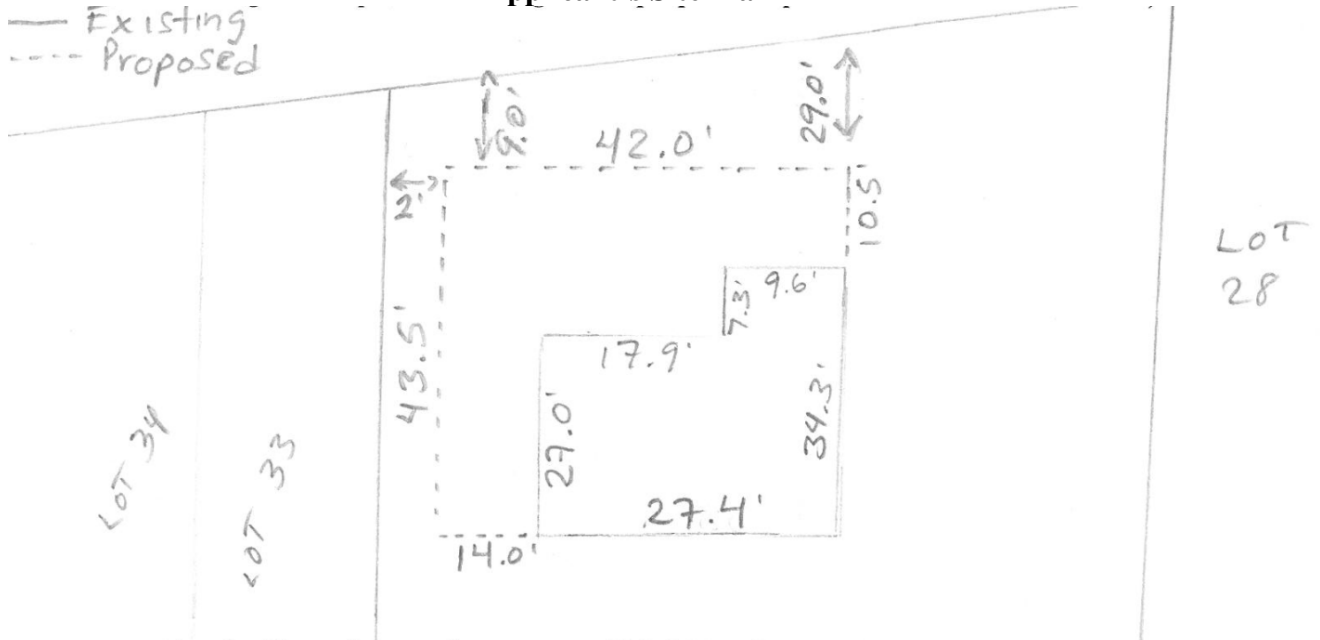 Existing
Proposed
9.0'
42.0'
29.0'
2'
10.5'
9.6'
7.3'
17.9'
43.5'
27.0'
34.3'
27.4'
14.0'
LOT 34
LOT 33
LOT
28